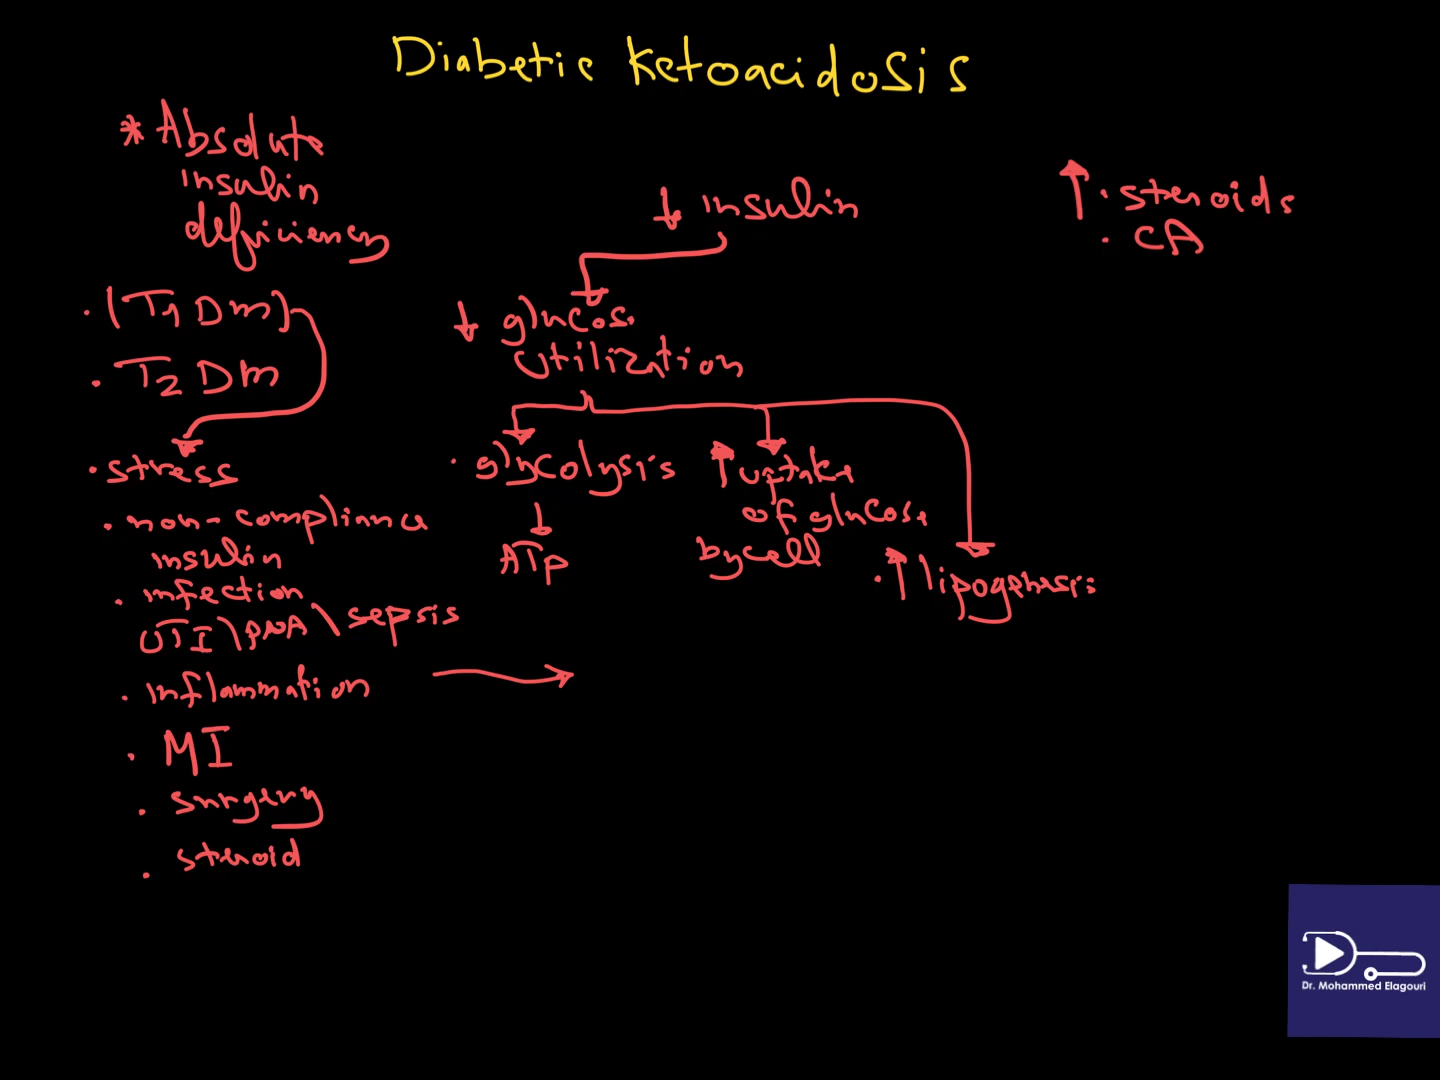 Diabetic Ketoacidosis
* Absolute
insulin
deficiency
· (T1 Dm)
· T2 Dm
· stress
· non-compliance
insulin
· infection
UTI \ PNA \ sepsis
· inflammation
· MI
· surgery
· steroid
↓ insulin
↓ glucose
utilization
· glycolysis
↓
ATP
↑ uptake
of glucose
by cell
· ↑ lipogenesis
↑ · steroids
· CA
Dr. Mohammed Elagouri